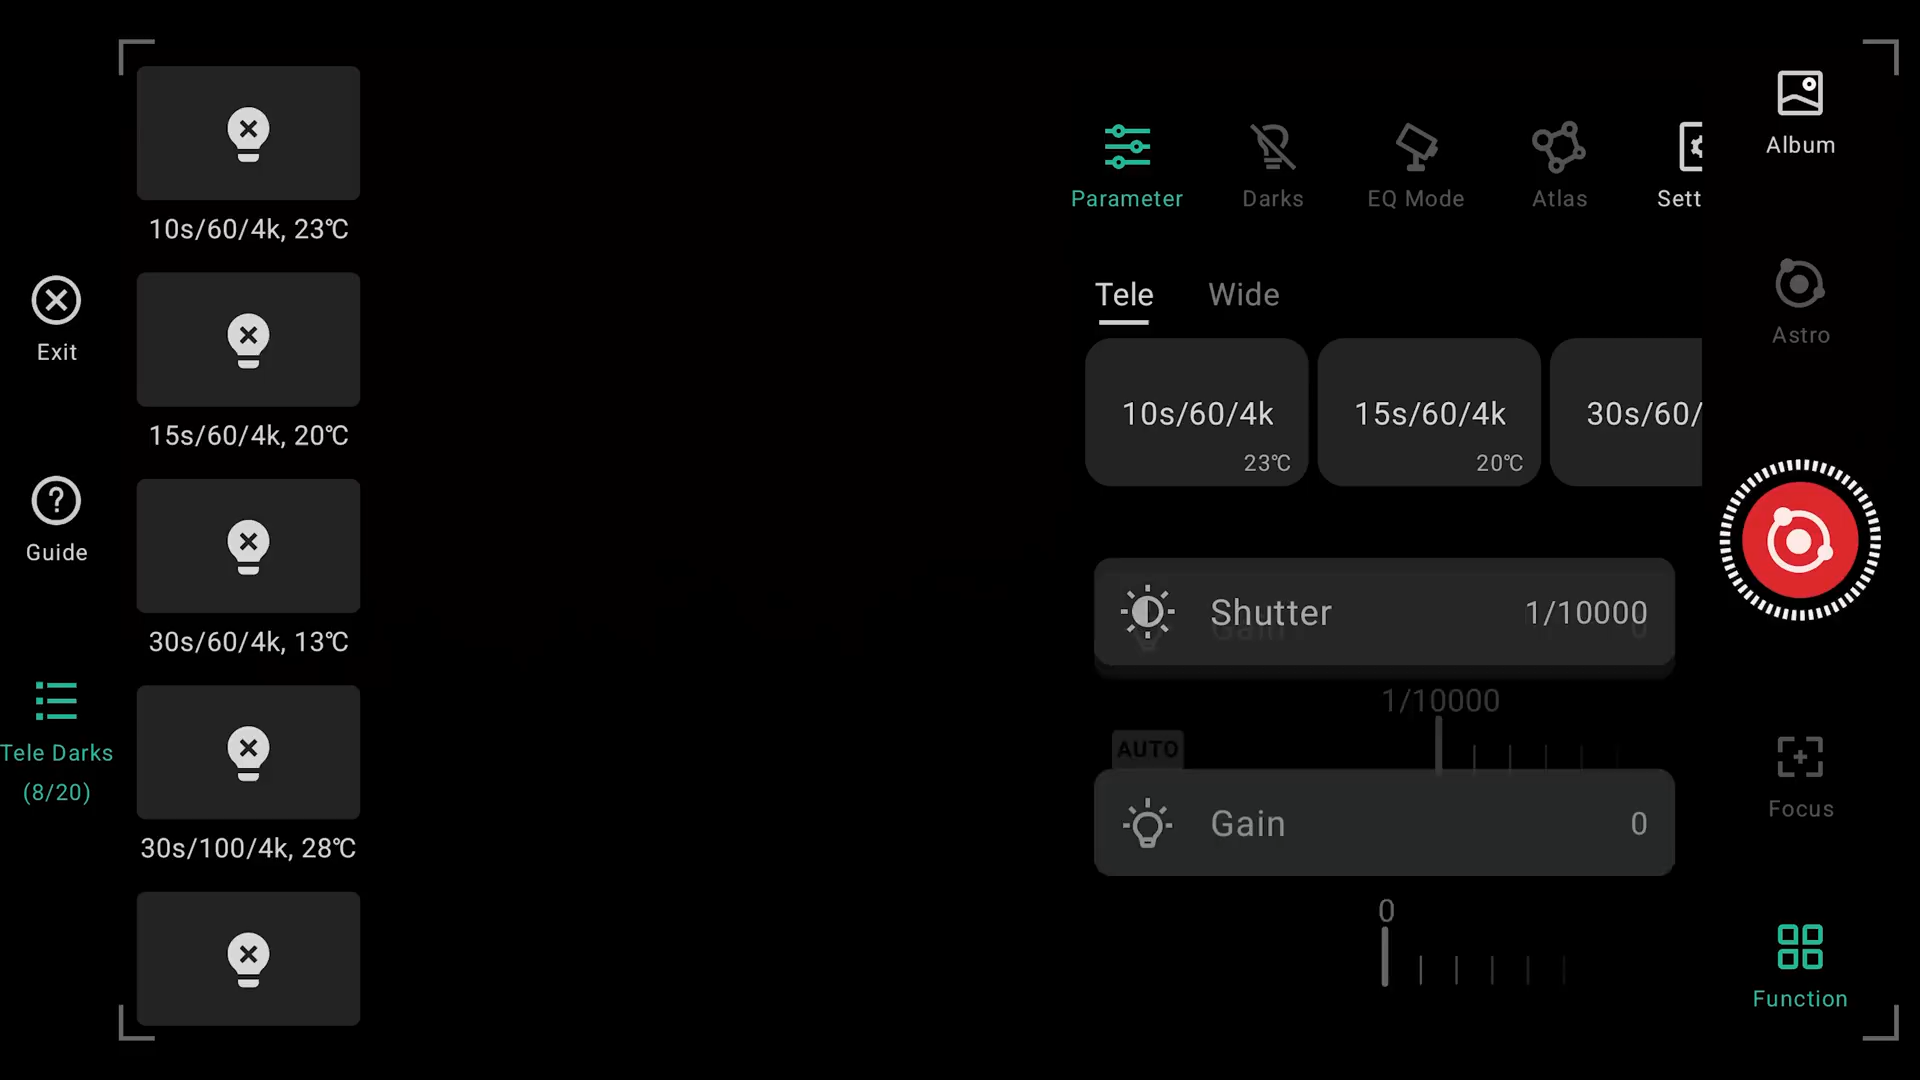 Exit
Guide
Tele Darks
(8/20)
10s/60/4k, 23℃
15s/60/4k, 20℃
30s/60/4k, 13℃
30s/100/4k, 28℃
Parameter
Darks
EQ Mode
Atlas
Sett
Tele
Wide
10s/60/4k
23℃
15s/60/4k
20℃
30s/60/
Shutter
1/10000
Gain
0
1/10000
AUTO
Gain
0
0
Album
Astro
Focus
Function